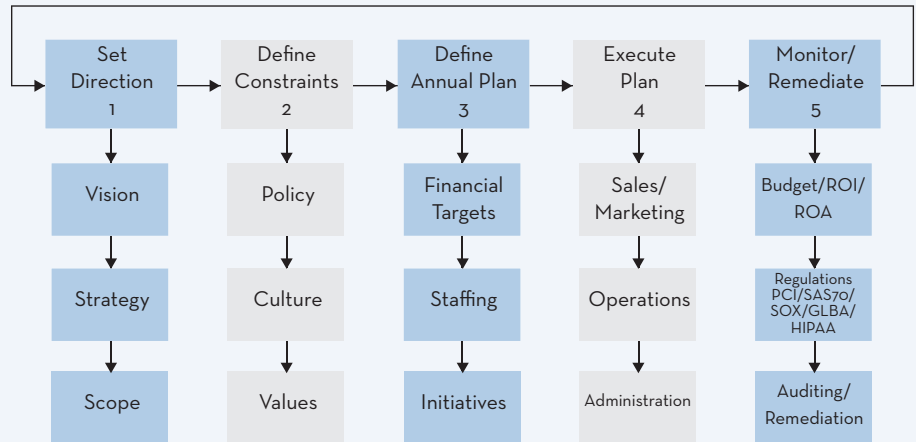 Set
Direction
1
Define
Constraints
2
Define
Annual Plan
3
Execute
Plan
4
Monitor/
Remediate
5
Vision
Policy
Financial
Targets
Sales/
Marketing
Budget/ROI/
ROA
Strategy
Culture
Staffing
Operations
Regulations
PCI/SAS70/
SOX/GLBA/
HIPAA
Scope
Values
Initiatives
Administration
Auditing/
Remediation